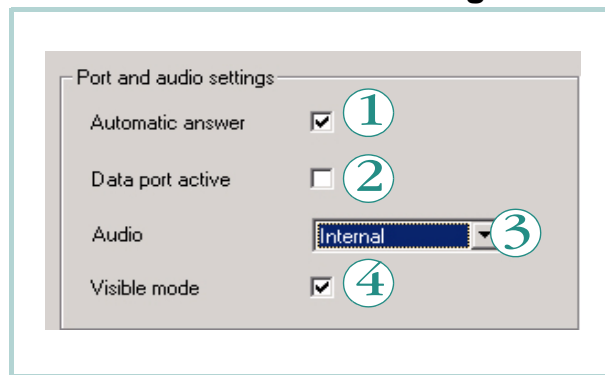 Port and audio settings
Automatic answer 1
Data port active 2
Audio Internal 3
Visible mode 4